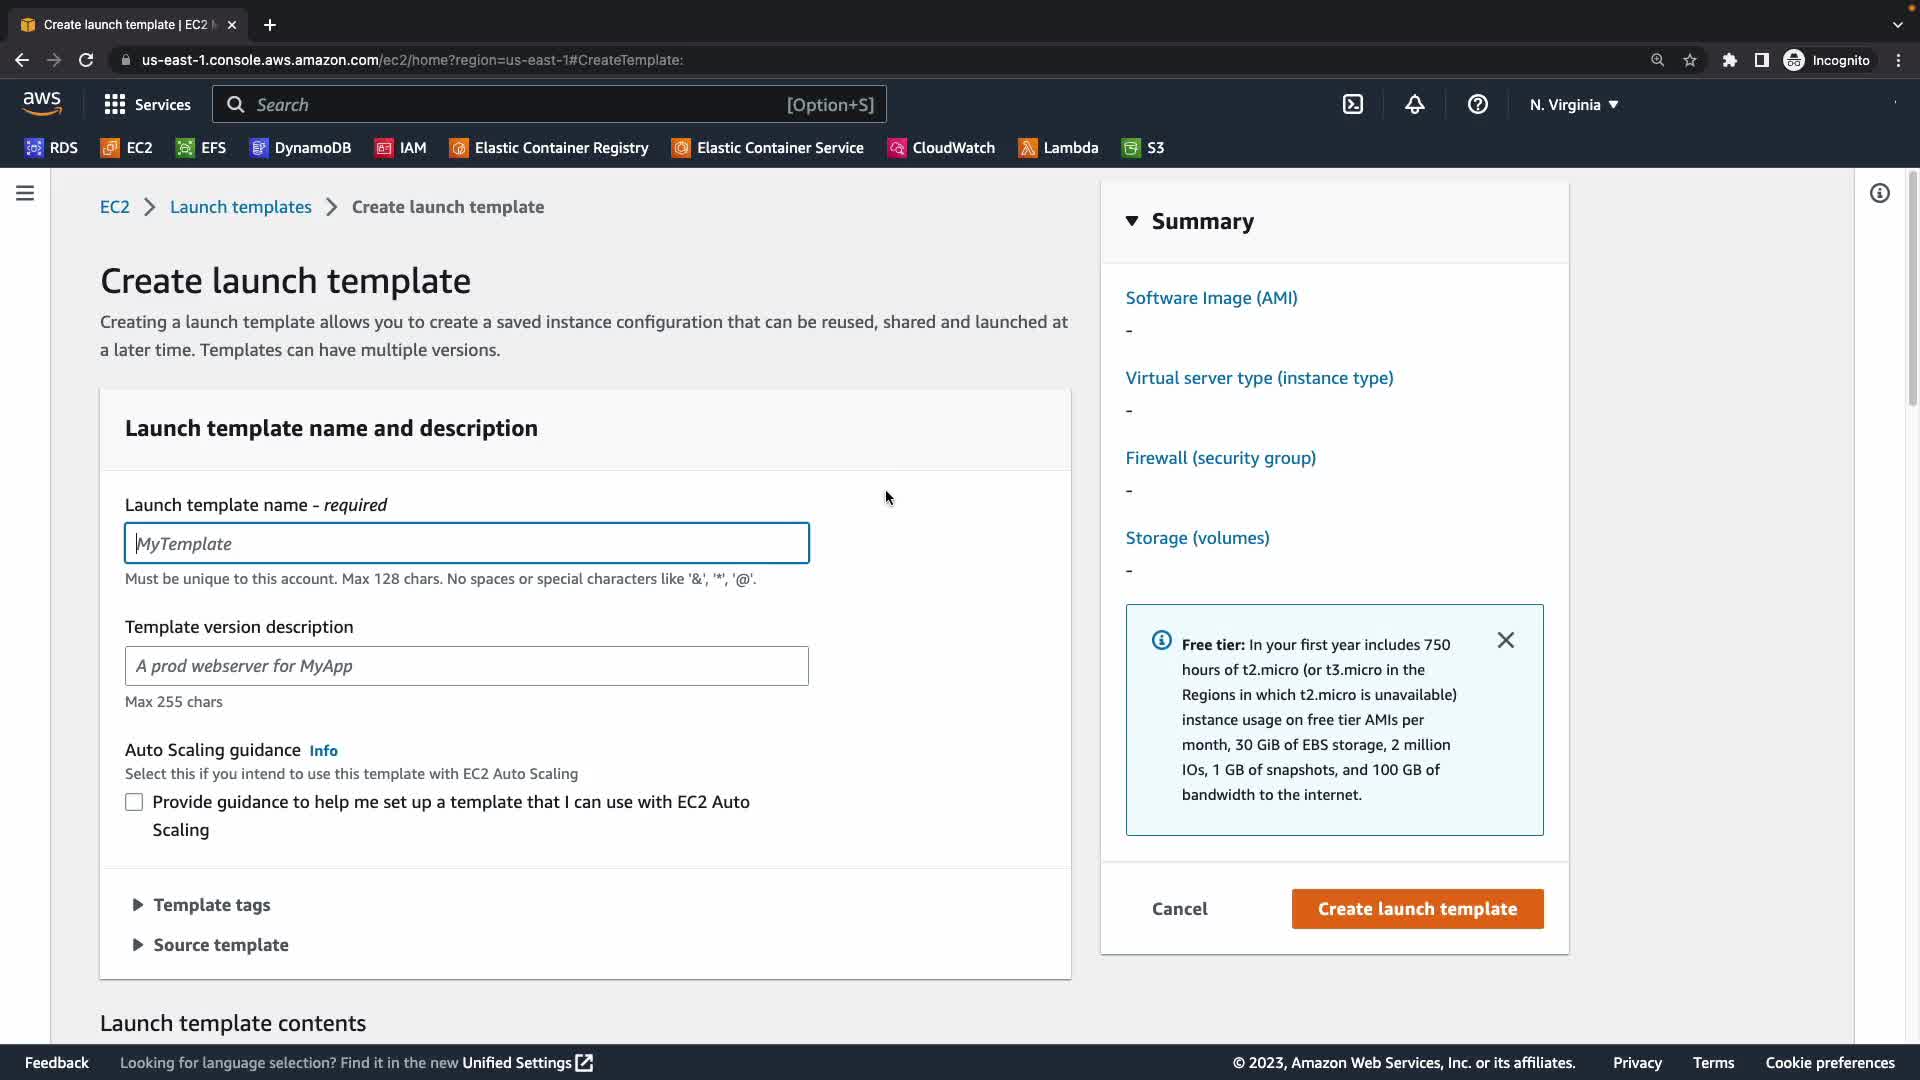 Create launch template | EC2
us-east-1.console.aws.amazon.com/ec2/home?region=us-east-1#CreateTemplate:
Incognito
aws
Services
Search
[Option+S]
N. Virginia
RDS
EC2
EFS
DynamoDB
IAM
Elastic Container Registry
Elastic Container Service
CloudWatch
Lambda
S3
EC2
Launch templates
Create launch template
Create launch template
Creating a launch template allows you to create a saved instance configuration that can be reused, shared and launched at
a later time. Templates can have multiple versions.
Launch template name and description
Launch template name - required
MyTemplate
Must be unique to this account. Max 128 chars. No spaces or special characters like '&', '*', '@'.
Template version description
A prod webserver for MyApp
Max 255 chars
Auto Scaling guidance Info
Select this if you intend to use this template with EC2 Auto Scaling
Provide guidance to help me set up a template that I can use with EC2 Auto
Scaling
Template tags
Source template
Launch template contents
Summary
Software Image (AMI)
-
Virtual server type (instance type)
-
Firewall (security group)
-
Storage (volumes)
-
Free tier: In your first year includes 750
hours of t2.micro (or t3.micro in the
Regions in which t2.micro is unavailable)
instance usage on free tier AMIs per
month, 30 GiB of EBS storage, 2 million
IOs, 1 GB of snapshots, and 100 GB of
bandwidth to the internet.
Cancel
Create launch template
Feedback
Looking for language selection? Find it in the new Unified Settings
© 2023, Amazon Web Services, Inc. or its affiliates.
Privacy
Terms
Cookie preferences